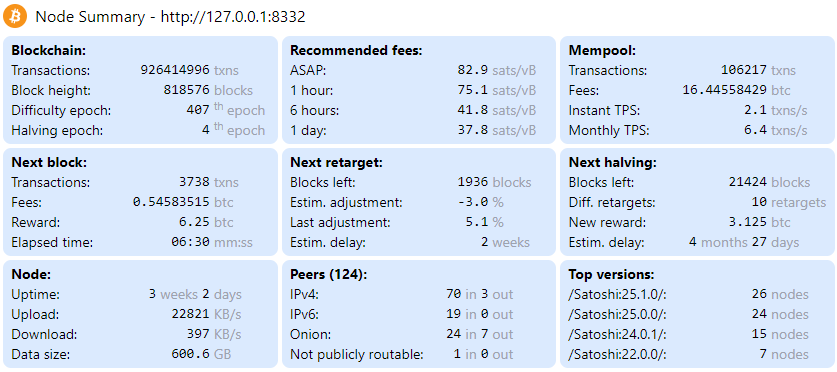 Node Summary - http://127.0.0.1:8332
Blockchain:
Transactions: 926414996 txns
Block height: 818576 blocks
Difficulty epoch: 407 th epoch
Halving epoch: 4 th epoch
Recommended fees:
ASAP: 82.9 sats/vB
1 hour: 75.1 sats/vB
6 hours: 41.8 sats/vB
1 day: 37.8 sats/vB
Mempool:
Transactions: 106217 txns
Fees: 16.44558429 btc
Instant TPS: 2.1 txns/s
Monthly TPS: 6.4 txns/s
Next block:
Transactions: 3738 txns
Fees: 0.54583515 btc
Reward: 6.25 btc
Elapsed time: 06:30 mm:ss
Next retarget:
Blocks left: 1936 blocks
Estim. adjustment: -3.0 %
Last adjustment: 5.1 %
Estim. delay: 2 weeks
Next halving:
Blocks left: 21424 blocks
Diff. retargets: 10 retargets
New reward: 3.125 btc
Estim. delay: 4 months 27 days
Node:
Uptime: 3 weeks 2 days
Upload: 22821 KB/s
Download: 397 KB/s
Data size: 600.6 GB
Peers (124):
IPv4: 70 in 3 out
IPv6: 19 in 0 out
Onion: 24 in 7 out
Not publicly routable: 1 in 0 out
Top versions:
/Satoshi:25.1.0/: 26 nodes
/Satoshi:25.0.0/: 24 nodes
/Satoshi:24.0.1/: 15 nodes
/Satoshi:22.0.0/: 7 nodes